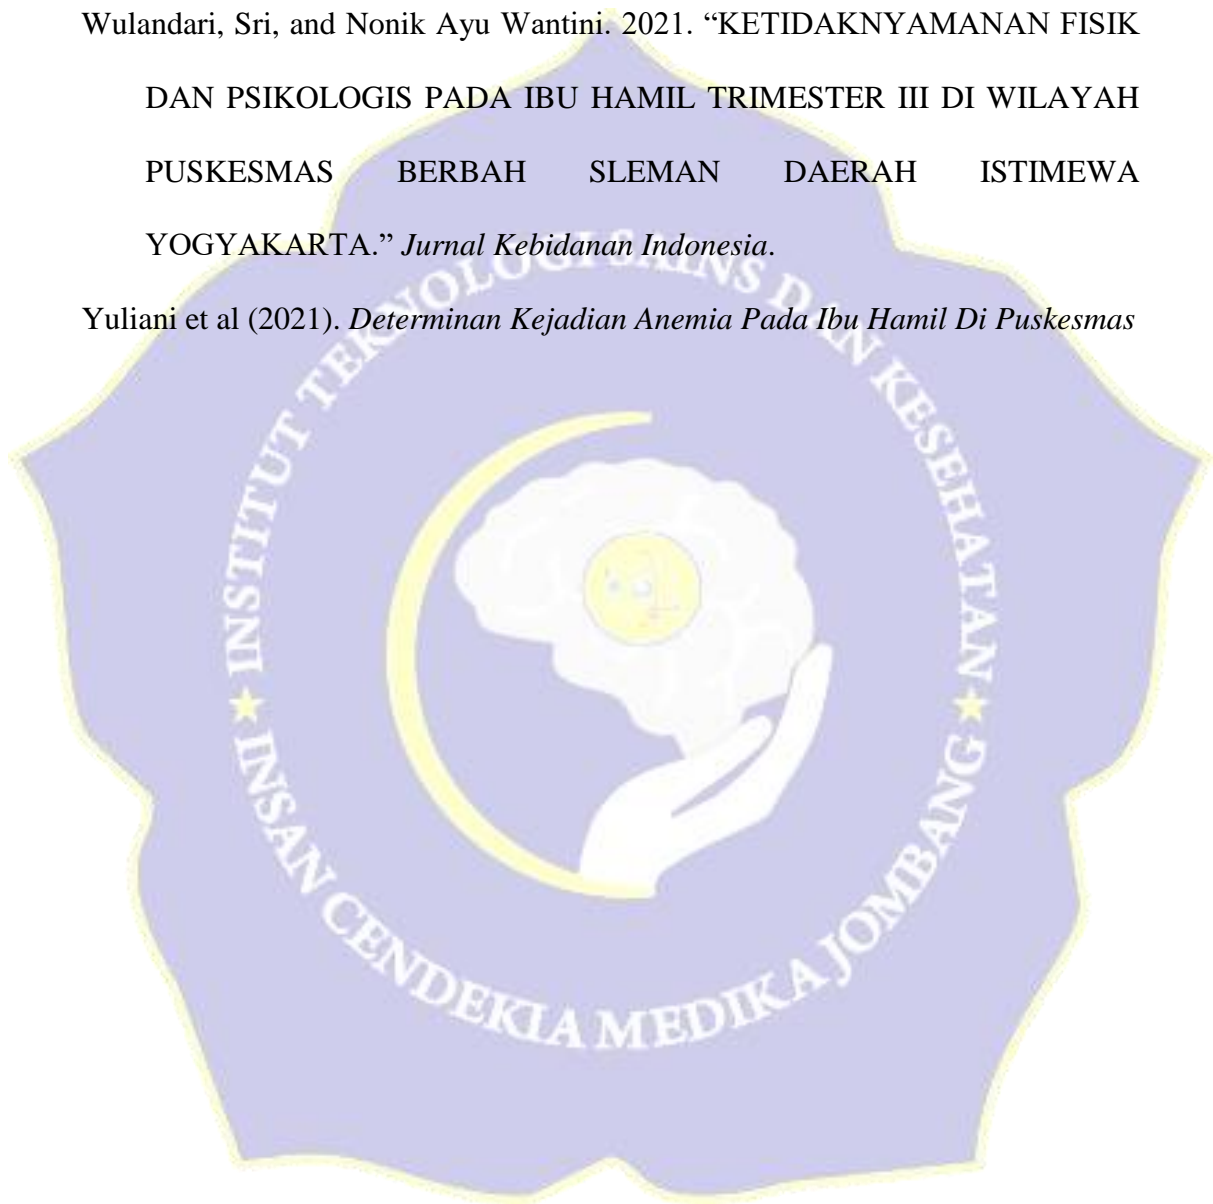 Wulandari, Sri, and Nonik Ayu Wantini. 2021. “KETIDAKNYAMANAN FISIK
DAN PSIKOLOGIS PADA IBU HAMIL TRIMESTER III DI WILAYAH
PUSKESMAS BERBAH SLEMAN DAERAH ISTIMEWA
YOGYAKARTA.” Jurnal Kebidanan Indonesia.
Yuliani et al (2021). Determinan Kejadian Anemia Pada Ibu Hamil Di Puskesmas
INSTITUT TEKNOLOGI SAINS DAN KESEHATAN
INSAN CENDEKIA MEDIKA JOMBANG